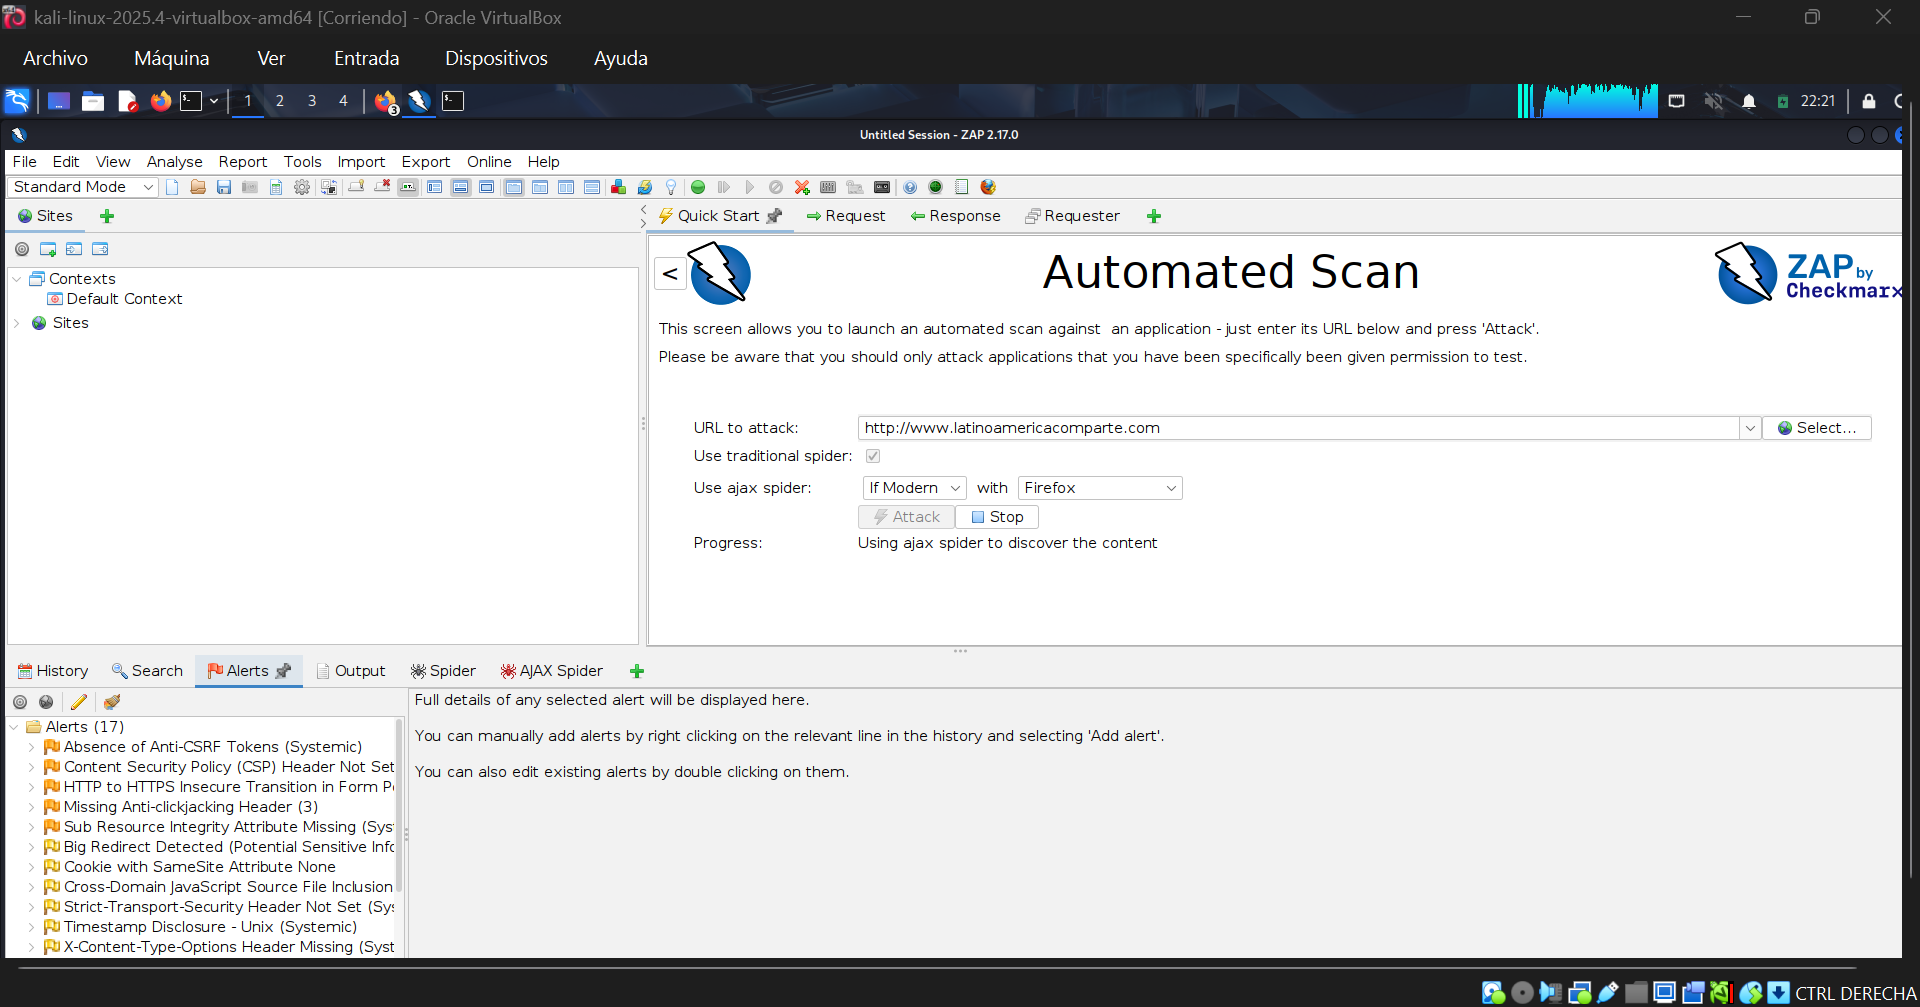 kali-linux-2025.4-virtualbox-amd64 [Corriendo] - Oracle VirtualBox
Archivo Máquina Ver Entrada Dispositivos Ayuda
1 2 3 4 3 22:21
Untitled Session - ZAP 2.17.0
File Edit View Analyse Report Tools Import Export Online Help
Standard Mode
Sites
Quick Start Request Response Requester
Contexts
Default Context
Sites
< Automated Scan
ZAP by
Checkmarx
This screen allows you to launch an automated scan against an application - just enter its URL below and press 'Attack'.
Please be aware that you should only attack applications that you have been specifically been given permission to test.
URL to attack: http://www.latinoamericacomparte.com Select...
Use traditional spider:
Use ajax spider: If Modern with Firefox
Attack Stop
Progress: Using ajax spider to discover the content
History Search Alerts Output Spider AJAX Spider
Alerts (17)
Absence of Anti-CSRF Tokens (Systemic)
Content Security Policy (CSP) Header Not Set
HTTP to HTTPS Insecure Transition in Form P
Missing Anti-clickjacking Header (3)
Sub Resource Integrity Attribute Missing (Sys
Big Redirect Detected (Potential Sensitive Info
Cookie with SameSite Attribute None
Cross-Domain JavaScript Source File Inclusion
Strict-Transport-Security Header Not Set (Sys
Timestamp Disclosure - Unix (Systemic)
X-Content-Type-Options Header Missing (Syst
Full details of any selected alert will be displayed here.
You can manually add alerts by right clicking on the relevant line in the history and selecting 'Add alert'.
You can also edit existing alerts by double clicking on them.
CTRL DERECHA